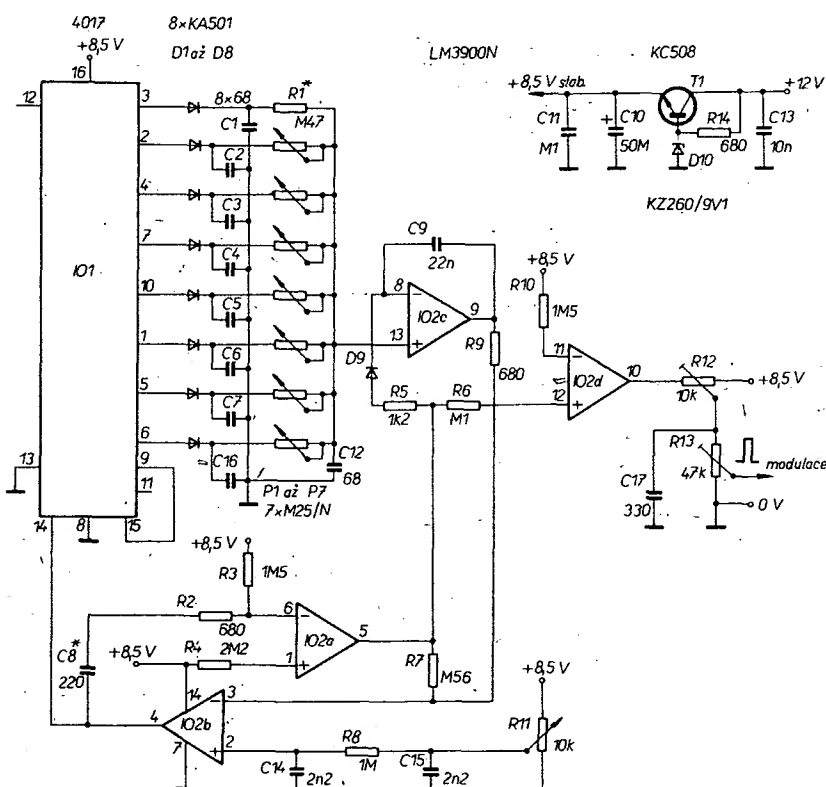 4017
8×KA501
+8,5 V
D1 až D8
LM3900N
KC508
16
12
3
2
4
7
10
1
5
6
9
11
13
14
8
15
IO1
8×68
R1*
M47
C1
C2
C3
C4
C5
C6
C7
C16
C12
68
P1 až P7
7×M25/N
+8,5 V stab.
T1
+12 V
C11
M1
C10
50M
R14
680
C13
10n
D10
KZ260/9V1
C9
22n
8
13
IO2c
9
D9
R9
680
R5
1k2
R6
M1
+8,5 V
R10
1M5
11
12
IO2d
10
R12
10k
+8,5 V
R13
47k
modulace
C17
330
0 V
+8,5 V
R3
1M5
R2
680
6
1
IO2a
5
C8*
220
+8,5 V
R4
2M2
R7
M56
14
4
3
IO2b
7
2
R8
1M
C14
2n2
C15
2n2
+8,5 V
R11
10k